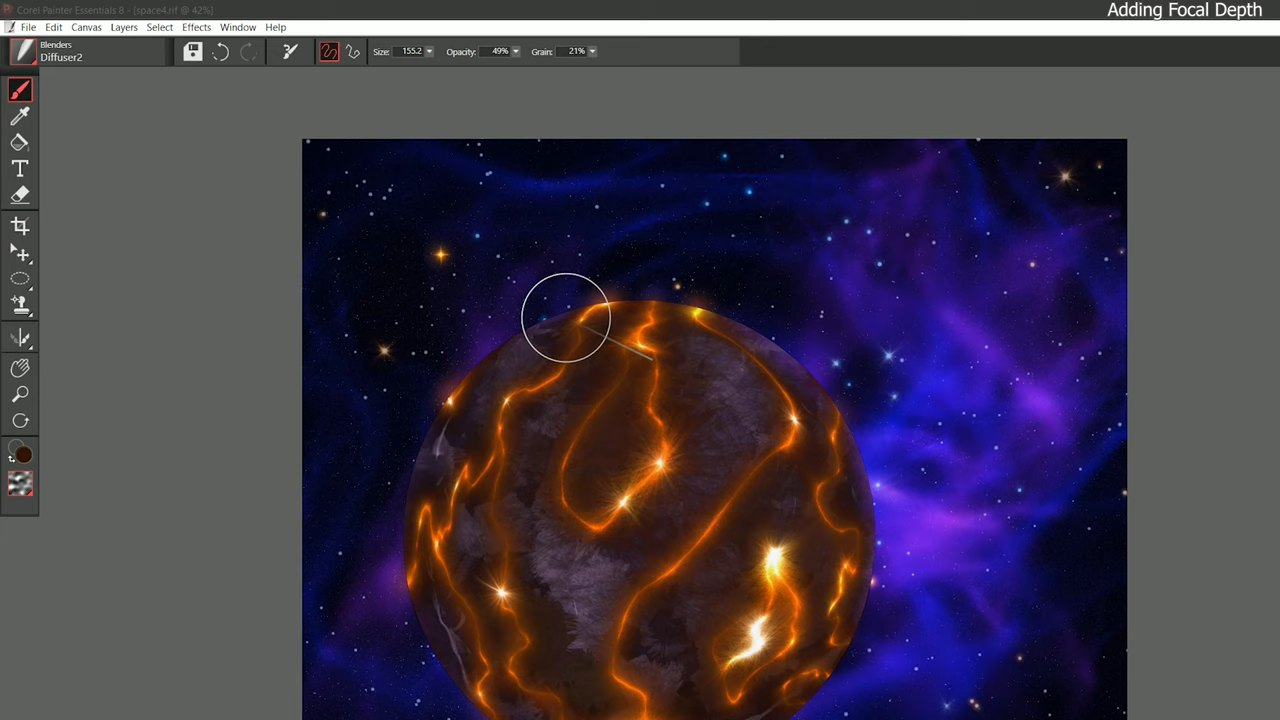 Corel Painter Essentials 8 - [space4.rif @ 42%]
Adding Focal Depth
File Edit Canvas Layers Select Effects Window Help
Blenders
Diffuser2
Size: 155.2 Opacity: 49% Grain: 21%
T